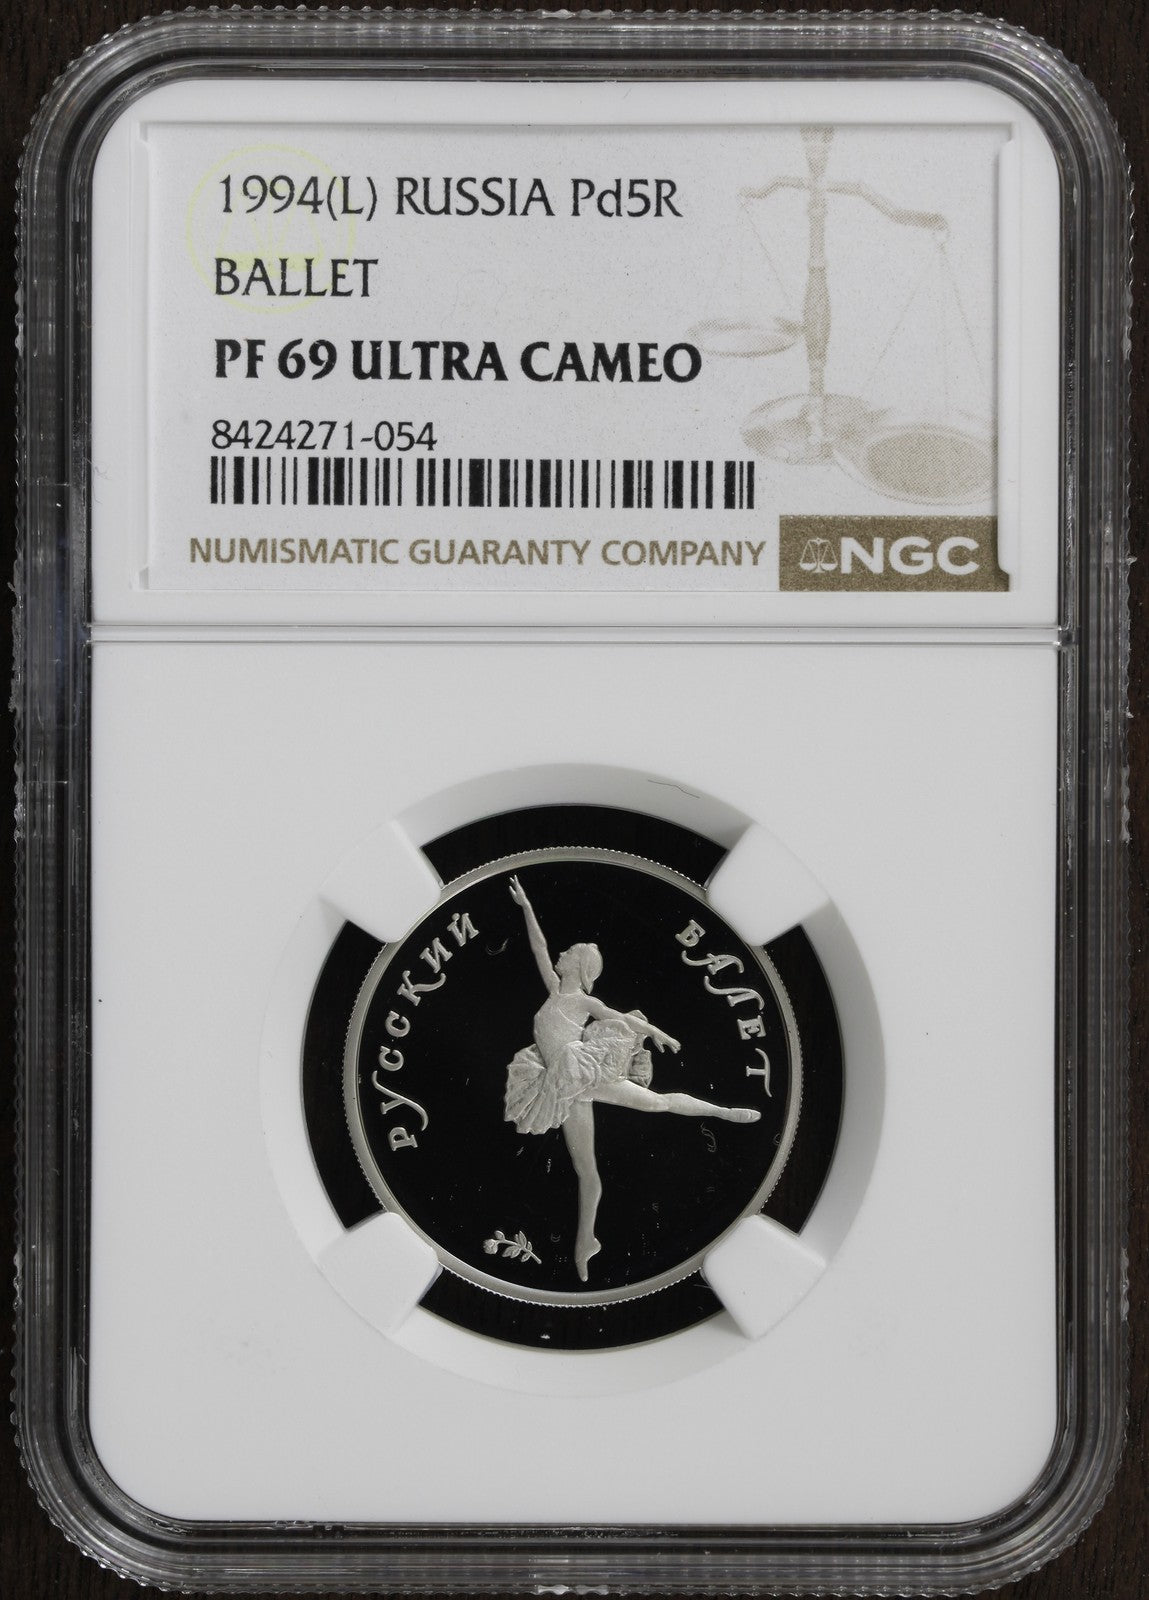 1994(L) RUSSIA Pd5R
BALLET
PF 69 ULTRA CAMEO
8424271-054
NUMISMATIC GUARANTY COMPANY
NGC
РУССКИЙ
БАЛЕТ